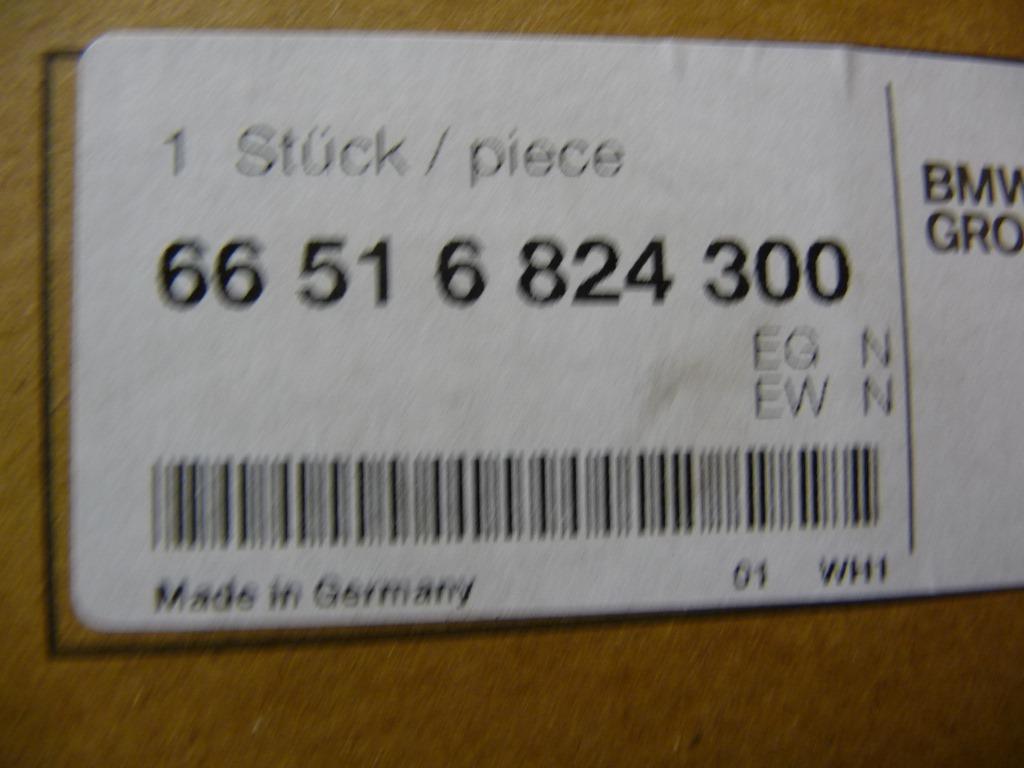 1 Stück / piece
66 51 6 824 300
EG N
EW N
Made in Germany 01 WH1
BMW
GRO